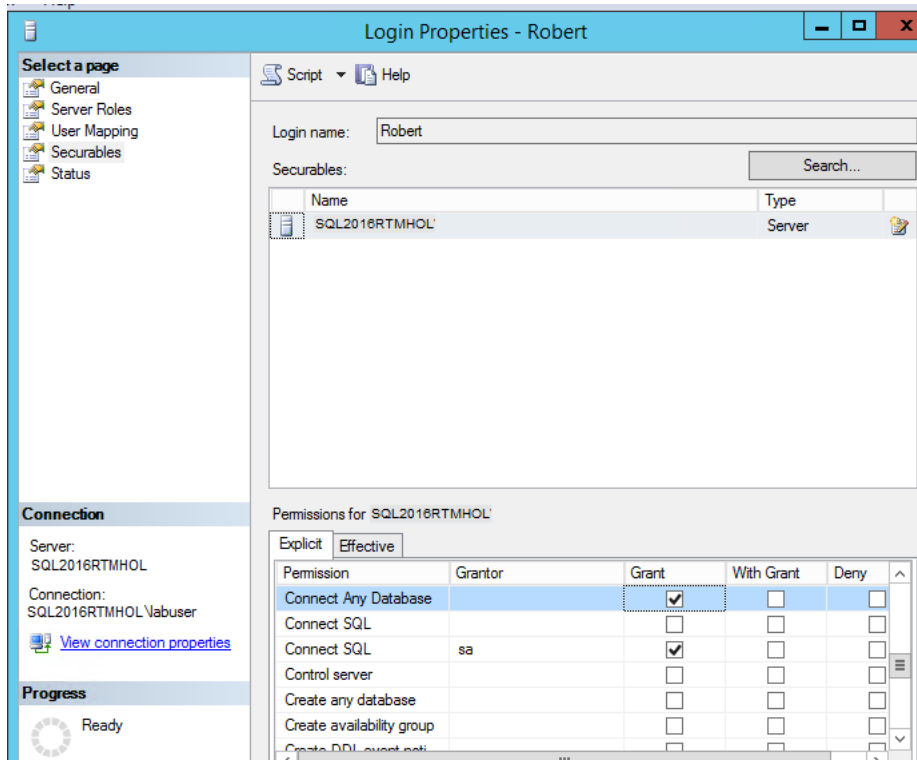 Login Properties - Robert
Select a page
General
Server Roles
User Mapping
Securables
Status
Script
Help
Login name: Robert
Securables: Search...
Name Type
SQL2016RTMHOL' Server
Connection
Server:
SQL2016RTMHOL
Connection:
SQL2016RTMHOL\labuser
View connection properties
Progress
Ready
Permissions for SQL2016RTMHOL'
Explicit Effective
Permission Grantor Grant With Grant Deny
Connect Any Database
Connect SQL
Connect SQL sa
Control server
Create any database
Create availability group